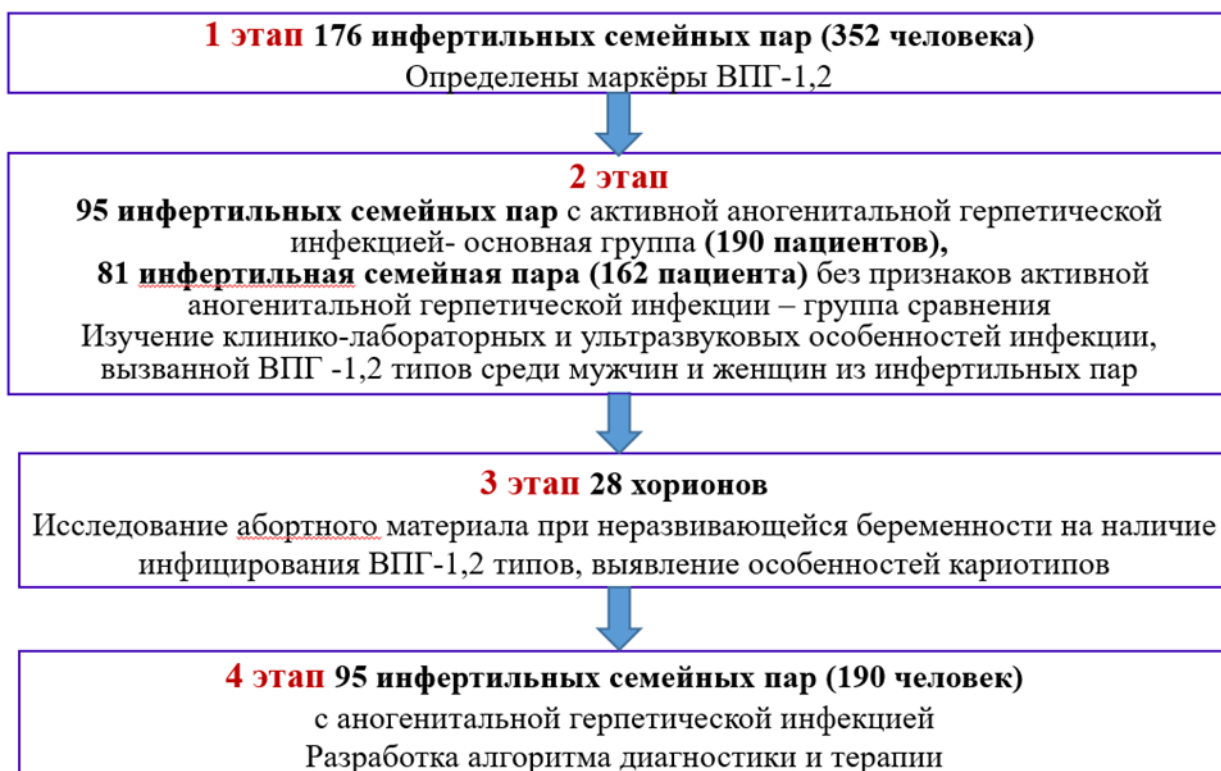 1 этап 176 инфертильных семейных пар (352 человека)
Определены маркёры ВПГ-1,2
2 этап
95 инфертильных семейных пар с активной аногенитальной герпетической
инфекцией- основная группа (190 пациентов),
81 инфертильная семейная пара (162 пациента) без признаков активной
аногенитальной герпетической инфекции – группа сравнения
Изучение клинико-лабораторных и ультразвуковых особенностей инфекции,
вызванной ВПГ -1,2 типов среди мужчин и женщин из инфертильных пар
3 этап 28 хорионов
Исследование абортного материала при неразвивающейся беременности на наличие
инфицирования ВПГ-1,2 типов, выявление особенностей кариотипов
4 этап 95 инфертильных семейных пар (190 человек)
с аногенитальной герпетической инфекцией
Разработка алгоритма диагностики и терапии